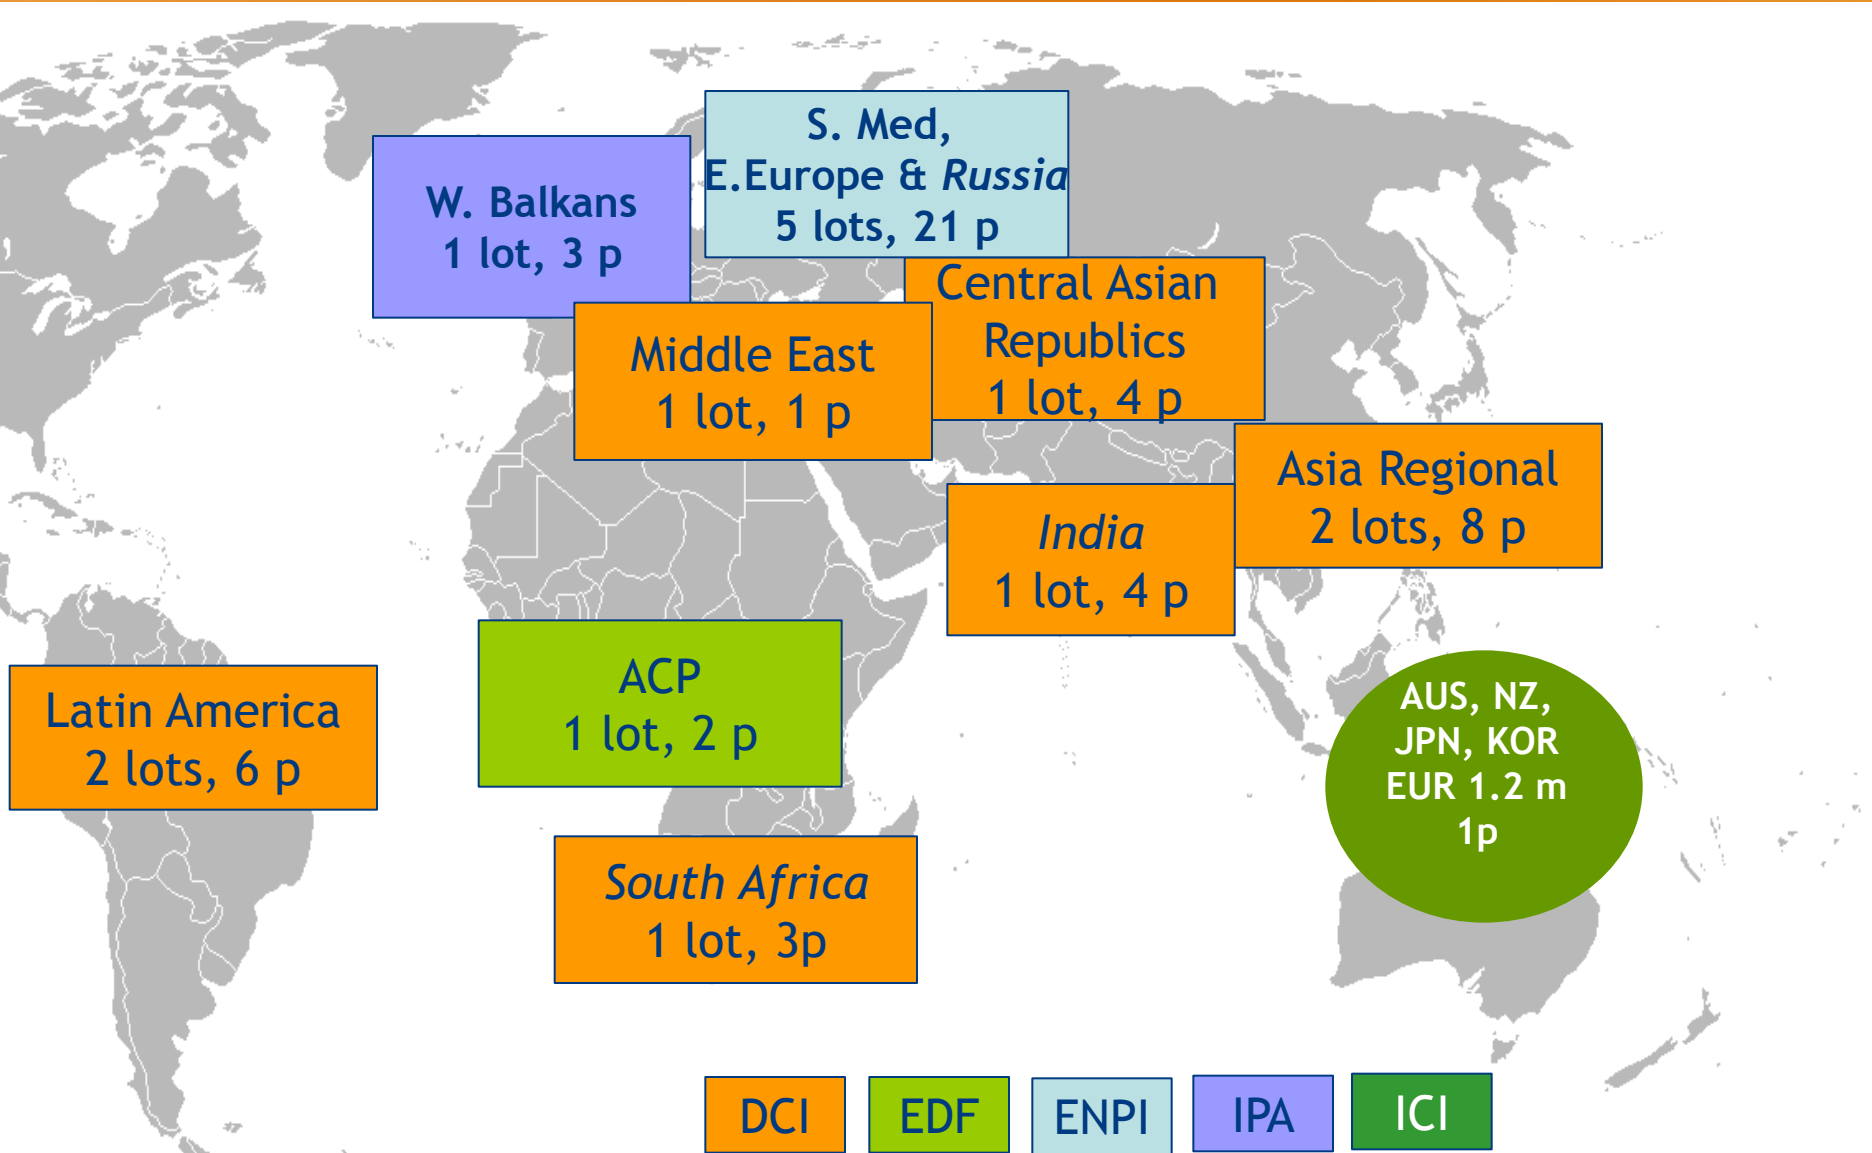 S. Med,
E.Europe & Russia
5 lots, 21 p
W. Balkans
1 lot, 3 p
Central Asian
Republics
1 lot, 4 p
Middle East
1 lot, 1 p
Asia Regional
2 lots, 8 p
India
1 lot, 4 p
ACP
1 lot, 2 p
Latin America
2 lots, 6 p
AUS, NZ,
JPN, KOR
EUR 1.2 m
1p
South Africa
1 lot, 3p
DCI
EDF
ENPI
IPA
ICI